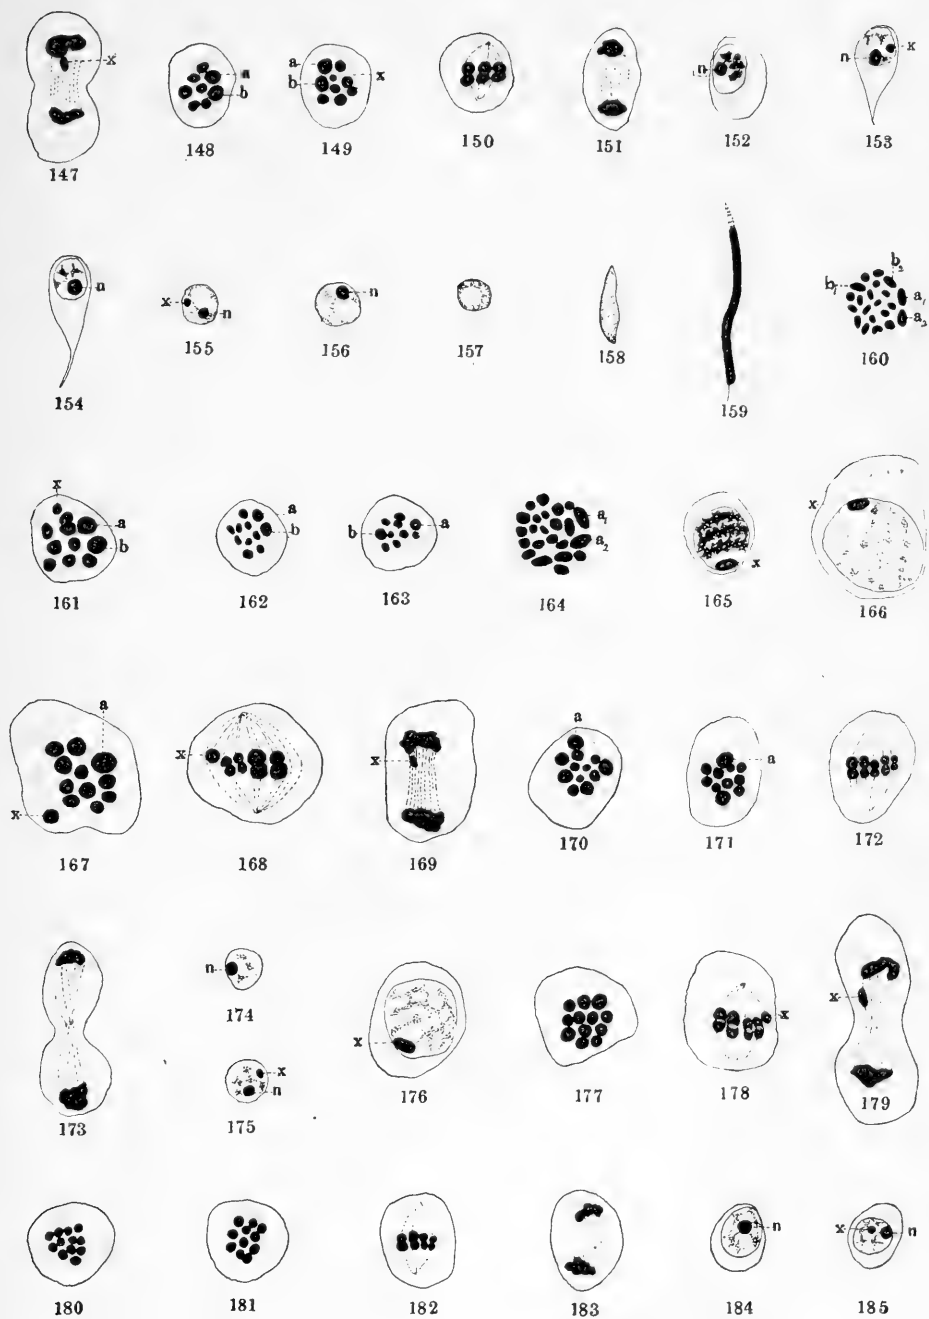 x
147
a
b
148
a
b
x
149
150
151
n
152
x
n
153
n
154
x
n
155
n
156
157
158
159
b₂
b₁
a₁
a₂
160
x
a
b
161
a
b
162
b
a
163
a₁
a₂
164
x
165
x
166
a
x
167
x
168
x
169
a
170
a
171
172
173
n
174
x
n
175
x
176
177
x
178
x
179
180
181
182
183
n
184
x
n
185